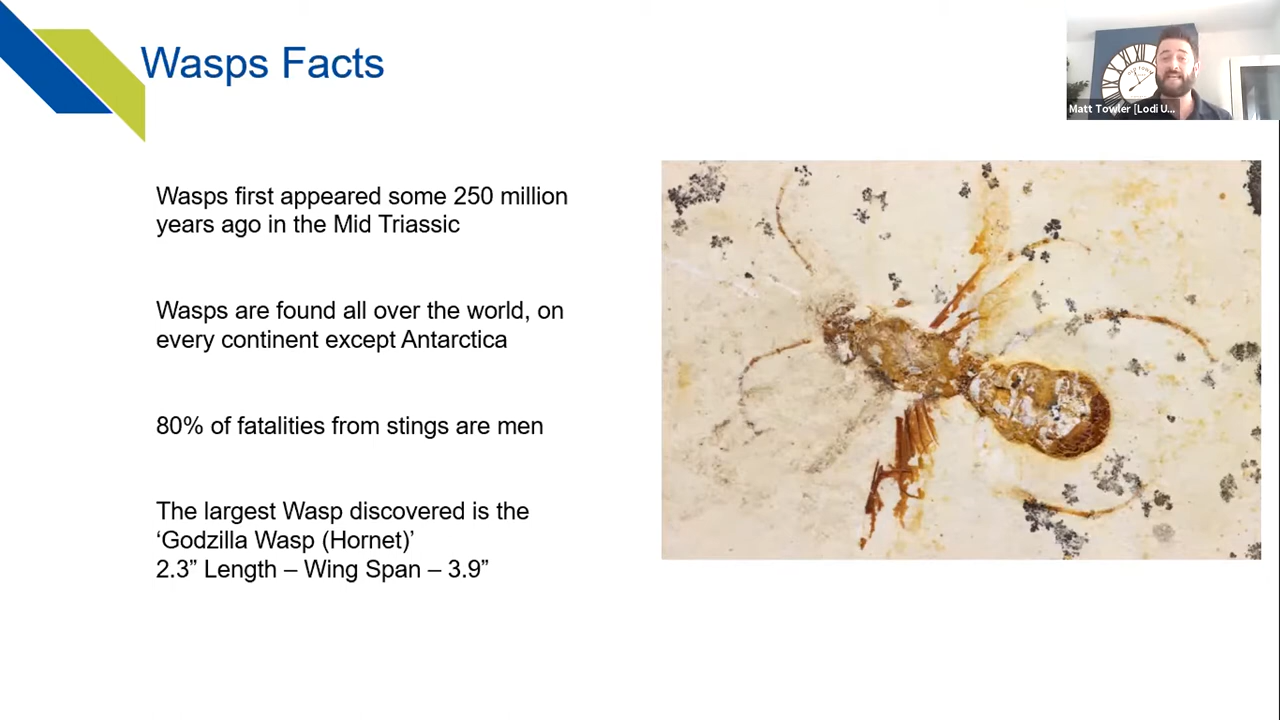 Wasps Facts
Matt Towler [Lodi U...
Wasps first appeared some 250 million
years ago in the Mid Triassic
Wasps are found all over the world, on
every continent except Antarctica
80% of fatalities from stings are men
The largest Wasp discovered is the
‘Godzilla Wasp (Hornet)’
2.3” Length – Wing Span – 3.9”